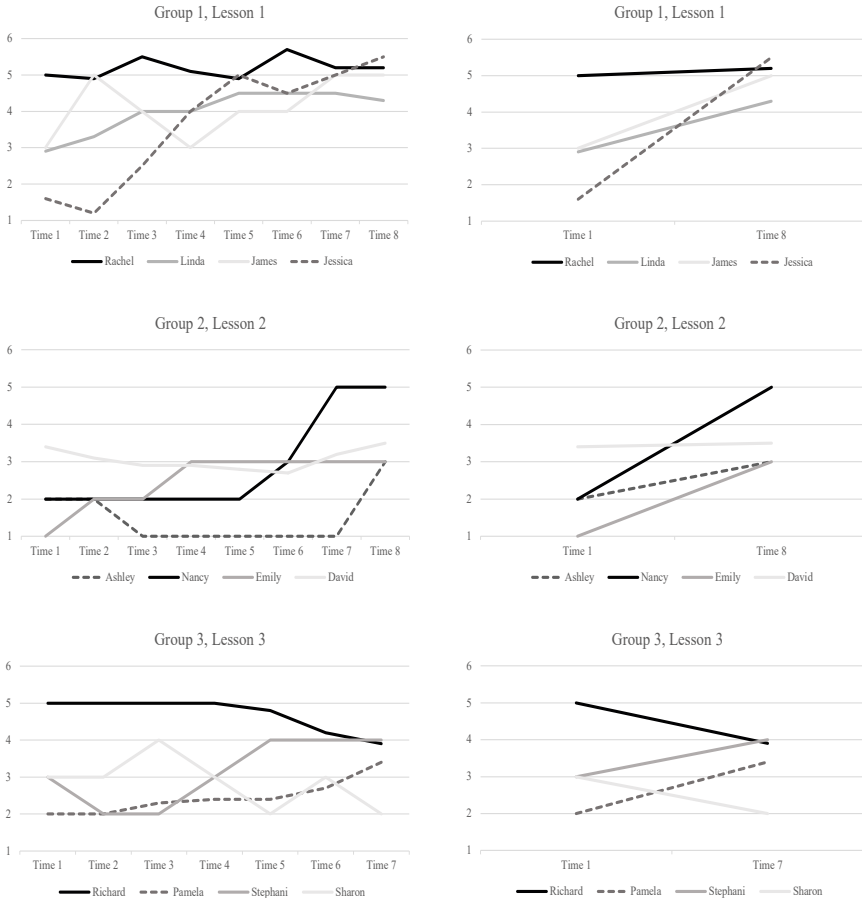 Group 1, Lesson 1
6
5
4
3
2
1
Time 1 Time 2 Time 3 Time 4 Time 5 Time 6 Time 7 Time 8
Rachel Linda James Jessica
Group 1, Lesson 1
6
5
4
3
2
1
Time 1 Time 8
Rachel Linda James Jessica
Group 2, Lesson 2
6
5
4
3
2
1
Time 1 Time 2 Time 3 Time 4 Time 5 Time 6 Time 7 Time 8
Ashley Nancy Emily David
Group 2, Lesson 2
6
5
4
3
2
1
Time 1 Time 8
Ashley Nancy Emily David
Group 3, Lesson 3
6
5
4
3
2
1
Time 1 Time 2 Time 3 Time 4 Time 5 Time 6 Time 7
Richard Pamela Stephani Sharon
Group 3, Lesson 3
6
5
4
3
2
1
Time 1 Time 7
Richard Pamela Stephani Sharon